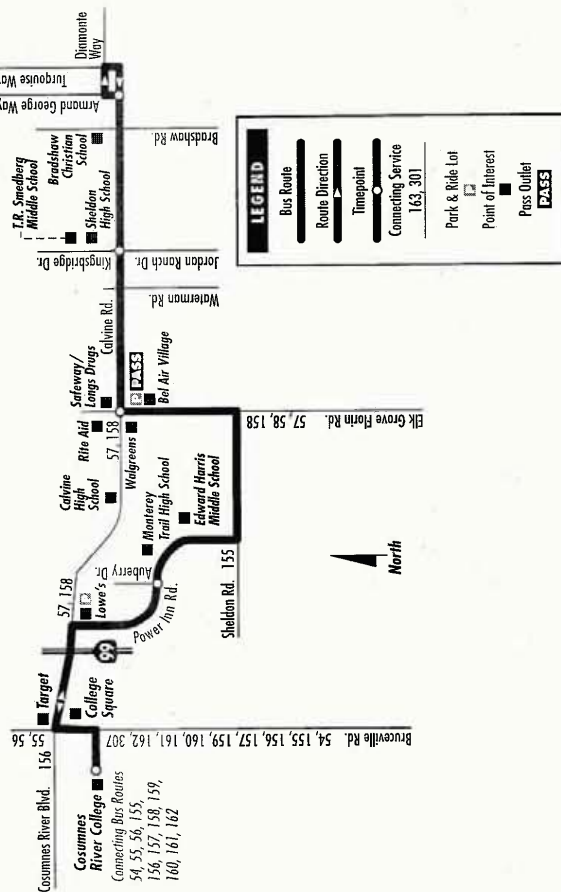 Cosumnes River Blvd. 156
55, 56
Target
College
Square
Cosumnes
River College
Connecting Bus Routes
54, 55, 56, 155,
156, 157, 158, 159,
160, 161, 162
Bruceville Rd. 54, 155, 156, 157, 159, 160, 161, 162, 307
99
57, 158
Lowe's
Power Inn Rd.
Auberry Dr.
Monterey
Trail High School
Edward Harris
Middle School
Sheldon Rd. 155
Calvine
High
School
Rite Aid
57, 158
Walgreens
Safeway/
Longs Drugs
Calvine Rd.
PASS
Bel Air Village
Elk Grove Florin Rd. 57, 58, 158
Waterman Rd.
Kingsbridge Dr.
Jordan Ranch Dr.
T.R. Smedberg
Middle School
Sheldon
High School
Bradshaw
Christian
School
Bradshaw Rd.
Armand George Way
Turquoise Way
Diamonte
Way
North
LEGEND
Bus Route
Route Direction
Timepoint
Connecting Service
163, 301
Park & Ride Lot
Point of Interest
Pass Outlet
PASS